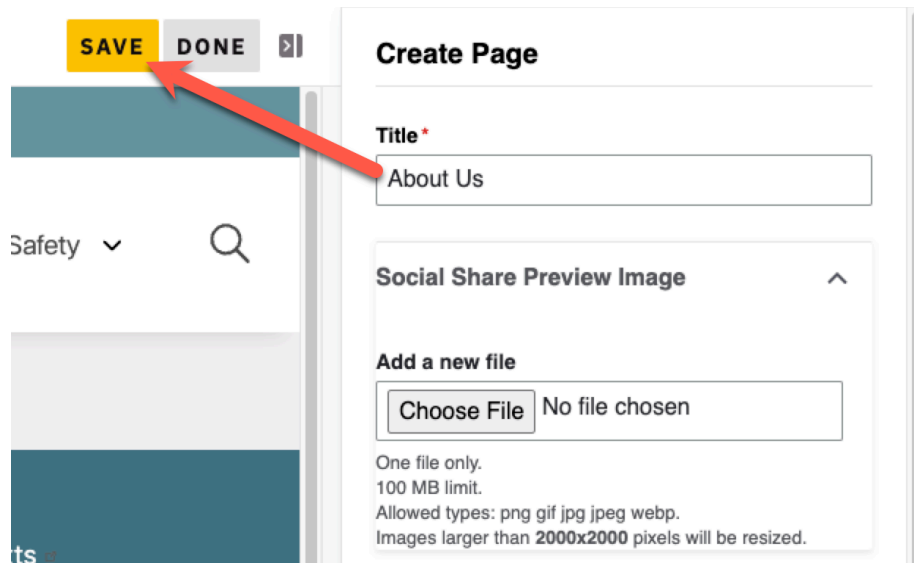 SAVE DONE
Create Page
Title *
About Us
Safety
Social Share Preview Image
Add a new file
Choose File No file chosen
One file only.
100 MB limit.
Allowed types: png gif jpg jpeg webp.
Images larger than 2000x2000 pixels will be resized.